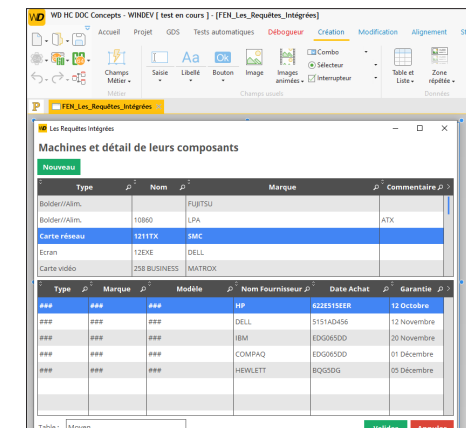 WD HC DOC Concepts - WINDEV [ test en cours ] - [FEN_Les_Requêtes_Intégrées]
Accueil Projet GDS Tests automatiques Débogueur Création Modification Alignement
Champs Métier Saisie Libellé Bouton Image Images animées Combo Sélecteur Interrupteur Table et Liste Zone répétée
Métier Champs usuels Données
FEN_Les_Requêtes_Intégrées
Les Requêtes Intégrées
Machines et détail de leurs composants
Nouveau
Type Nom Marque Commentaire
Bolder//Alim. FUJITSU
Bolder//Alim. 10860 LPA ATX
Carte réseau 1211TX SMC
Ecran 12EXE DELL
Carte vidéo 258 BUSINESS MATROX
Type Marque Modèle Nom Fournisseur Date Achat Garantie
### ### ### HP 622E515EER 12 Octobre
### ### ### DELL 5151AD456 12 Novembre
### ### ### IBM EDG065DD 20 Novembre
### ### ### COMPAQ EDG065DD 01 Décembre
### ### ### HEWLETT BQG5DG 05 Décembre
Table : Moyen Valider Annuler